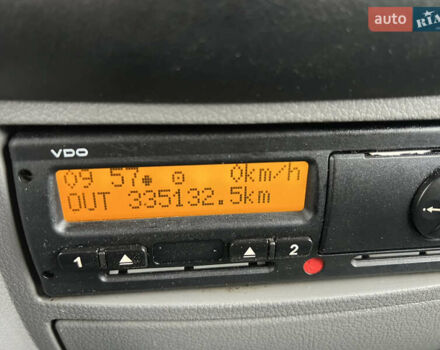 auto RIA
VDO
09 57 0km/h
OUT 335132.5km
1 2